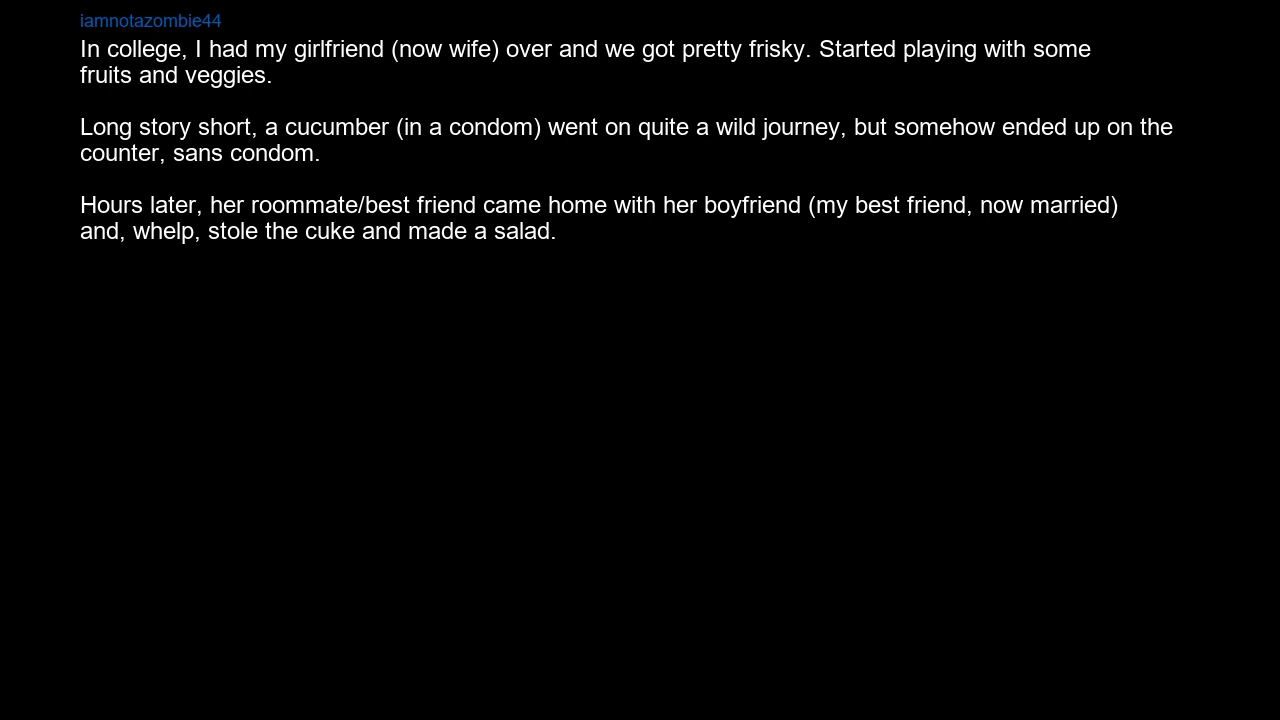 iamnotazombie44
In college, I had my girlfriend (now wife) over and we got pretty frisky. Started playing with some
fruits and veggies.
Long story short, a cucumber (in a condom) went on quite a wild journey, but somehow ended up on the
counter, sans condom.
Hours later, her roommate/best friend came home with her boyfriend (my best friend, now married)
and, whelp, stole the cuke and made a salad.